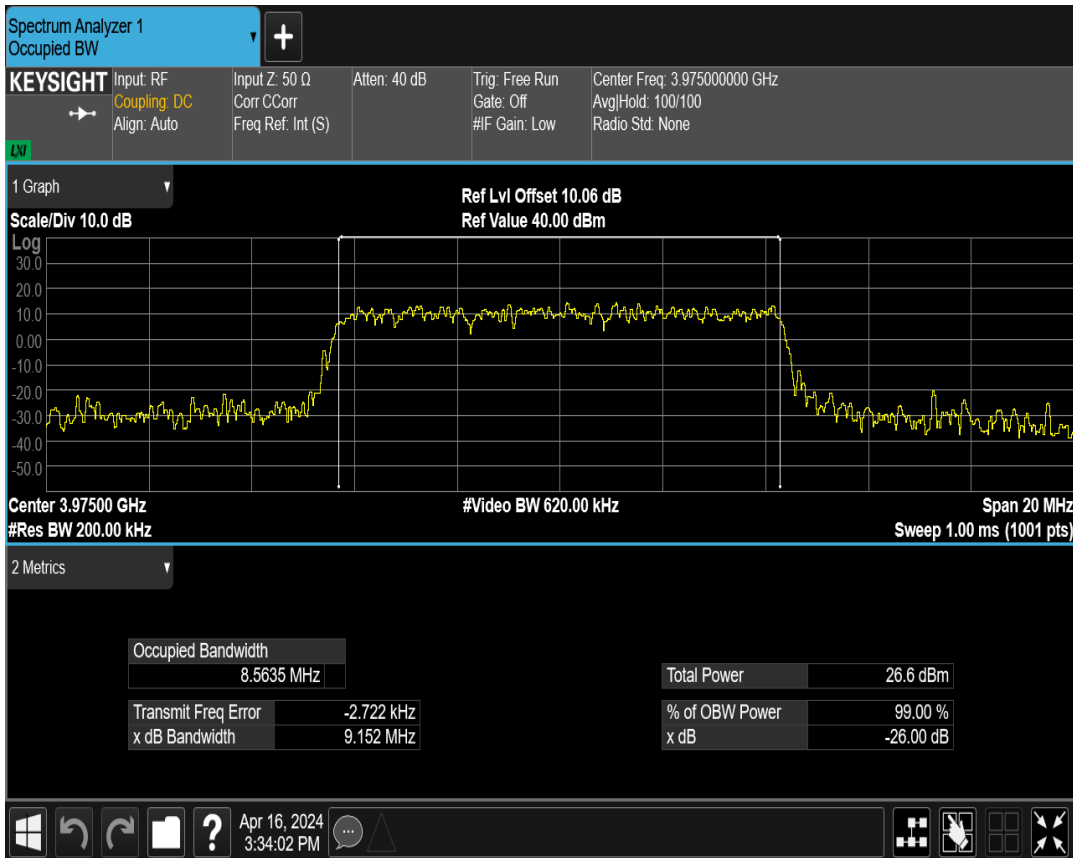 Spectrum Analyzer 1
Occupied BW
+
KEYSIGHT
LXI
Input: RF
Coupling: DC
Align: Auto
Input Z: 50 Ω
Corr CCorr
Freq Ref: Int (S)
Atten: 40 dB
Trig: Free Run
Gate: Off
#IF Gain: Low
Center Freq: 3.975000000 GHz
Avg|Hold: 100/100
Radio Std: None
1 Graph
Scale/Div 10.0 dB
Ref Lvl Offset 10.06 dB
Ref Value 40.00 dBm
Log
30.0
20.0
10.0
0.00
-10.0
-20.0
-30.0
-40.0
-50.0
Center 3.97500 GHz
#Res BW 200.00 kHz
#Video BW 620.00 kHz
Span 20 MHz
Sweep 1.00 ms (1001 pts)
2 Metrics
Occupied Bandwidth
8.5635 MHz
Transmit Freq Error -2.722 kHz
x dB Bandwidth 9.152 MHz
Total Power 26.6 dBm
% of OBW Power 99.00 %
x dB -26.00 dB
?
Apr 16, 2024
3:34:02 PM